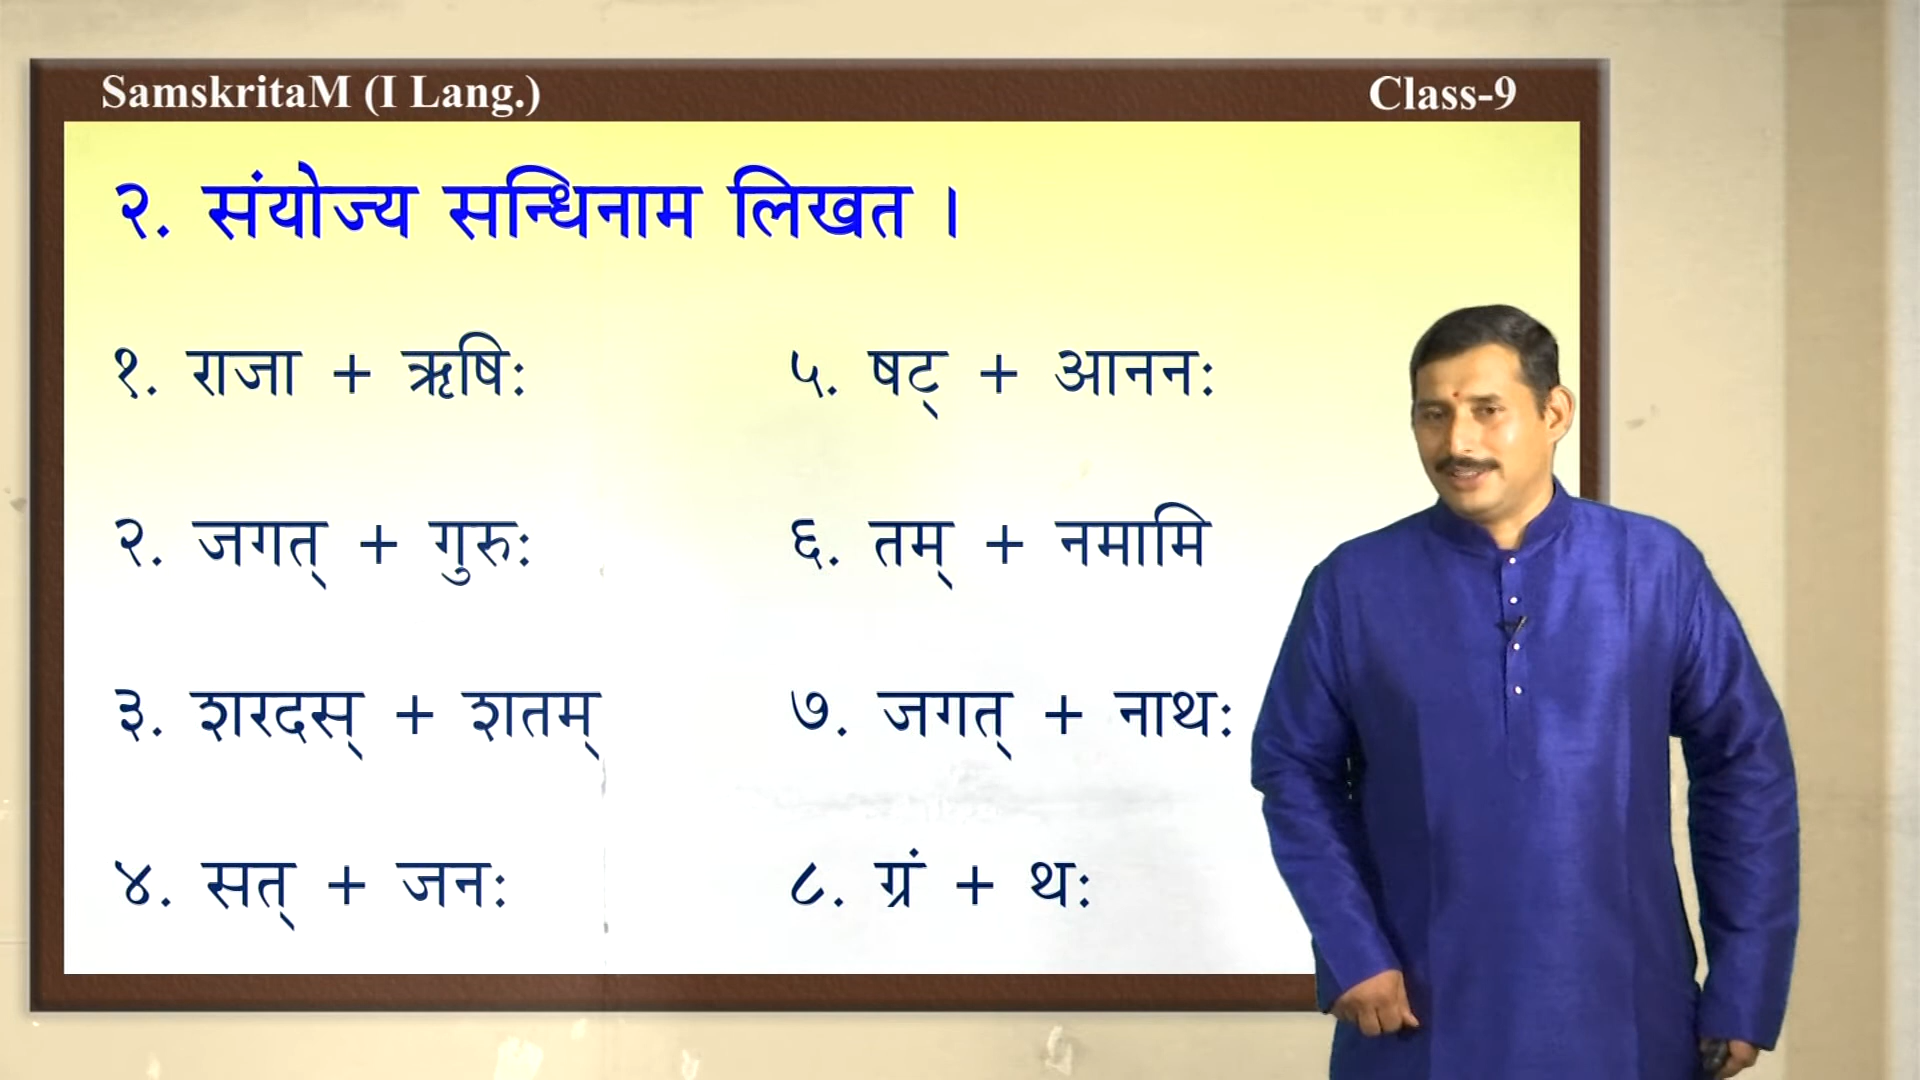 SamskritaM (I Lang.)
Class-9
२. संयोज्य सन्धिनाम लिखत ।
१. राजा + ऋषिः
२. जगत् + गुरुः
३. शरदस् + शतम्
४. सत् + जनः
५. षट् + आननः
६. तम् + नमामि
७. जगत् + नाथः
८. ग्रं + थः